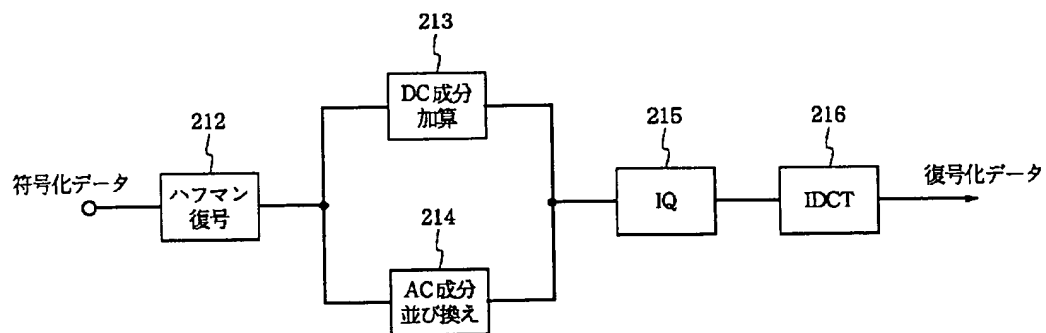 213
DC成分
加算
212
215
216
符号化データ
ハフマン
復号
IQ
IDCT
復号化データ
214
AC成分
並び換え